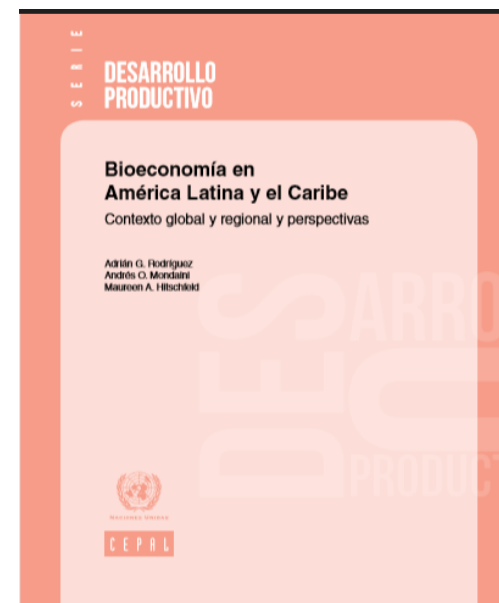 SERIE
DESARROLLO
PRODUCTIVO
Bioeconomía en
América Latina y el Caribe
Contexto global y regional y perspectivas
Adrián G. Rodríguez
Andrés O. Mondaini
Maureen A. Hitschfeld
DES
ARRO
PRODUCT
NACIONES UNIDAS
CEPAL